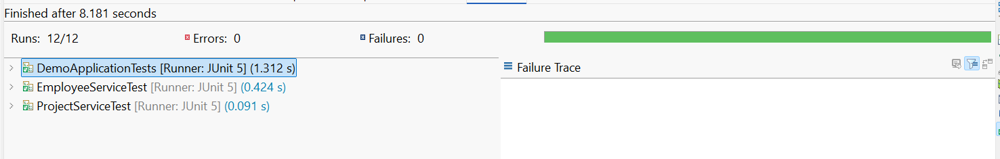 Finished after 8.181 seconds
Runs: 12/12 Errors: 0 Failures: 0
DemoApplicationTests [Runner: JUnit 5] (1.312 s)
EmployeeServiceTest [Runner: JUnit 5] (0.424 s)
ProjectServiceTest [Runner: JUnit 5] (0.091 s)
Failure Trace